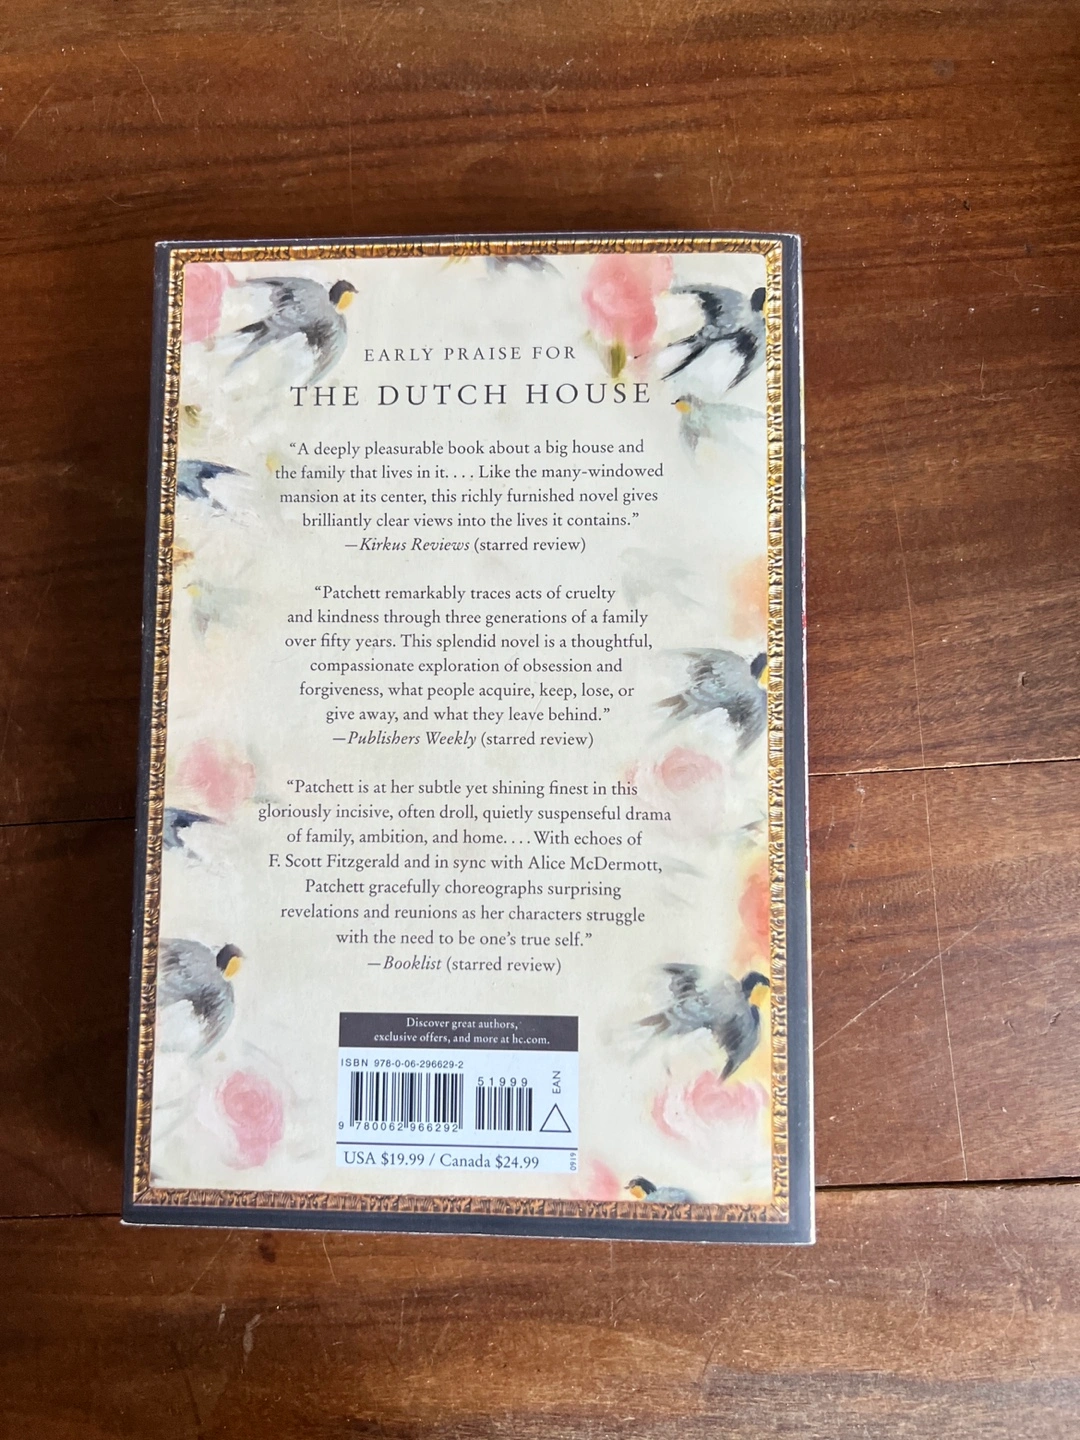 EARLY PRAISE FOR
THE DUTCH HOUSE
“A deeply pleasurable book about a big house and
the family that lives in it. . . . Like the many-windowed
mansion at its center, this richly furnished novel gives
brilliantly clear views into the lives it contains.”
—Kirkus Reviews (starred review)
“Patchett remarkably traces acts of cruelty
and kindness through three generations of a family
over fifty years. This splendid novel is a thoughtful,
compassionate exploration of obsession and
forgiveness, what people acquire, keep, lose, or
give away, and what they leave behind.”
—Publishers Weekly (starred review)
“Patchett is at her subtle yet shining finest in this
gloriously incisive, often droll, quietly suspenseful drama
of family, ambition, and home. . . . With echoes of
F. Scott Fitzgerald and in sync with Alice McDermott,
Patchett gracefully choreographs surprising
revelations and reunions as her characters struggle
with the need to be one’s true self.”
—Booklist (starred review)
Discover great authors,
exclusive offers, and more at hc.com.
ISBN 978-0-06-296629-2
51999
EAN
9 780062 966292
USA $19.99 / Canada $24.99
0919